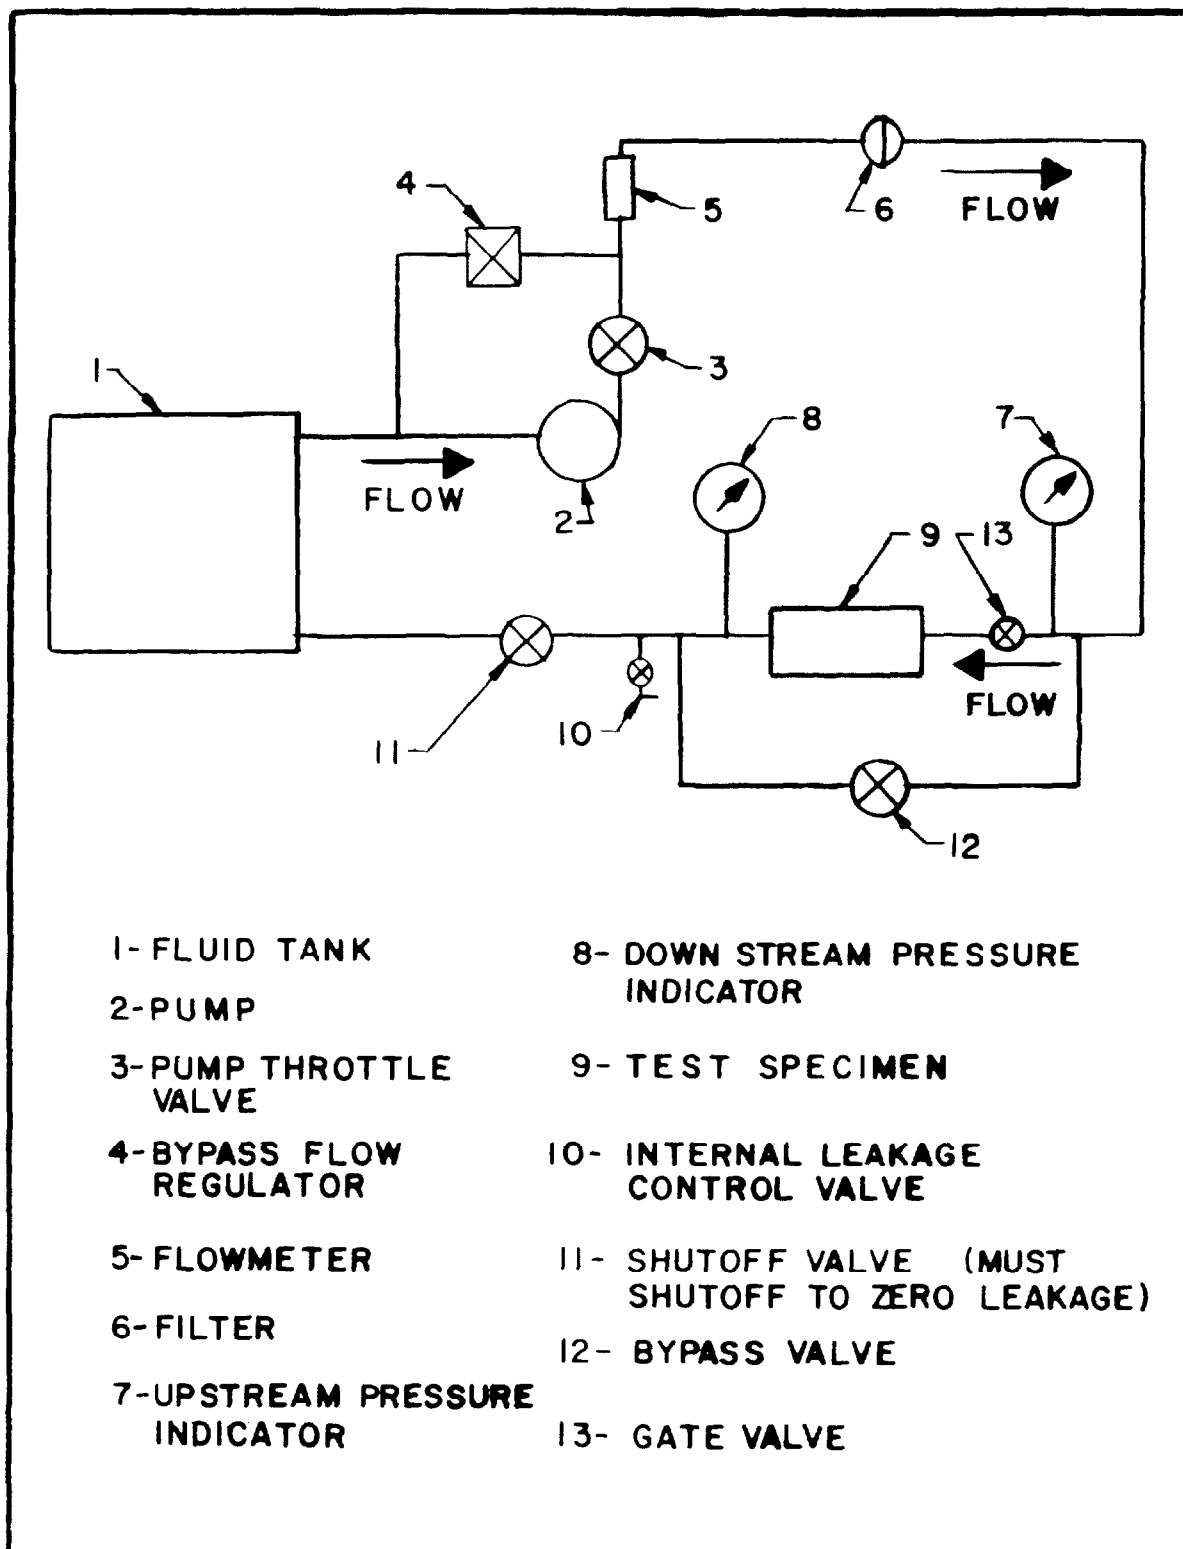 4
5
6
FLOW
3
1
8
7
FLOW
2
9
13
FLOW
10
11
12
1- FLUID TANK
2- PUMP
3- PUMP THROTTLE
VALVE
4- BYPASS FLOW
REGULATOR
5- FLOWMETER
6- FILTER
7- UPSTREAM PRESSURE
INDICATOR
8- DOWN STREAM PRESSURE
INDICATOR
9- TEST SPECIMEN
10- INTERNAL LEAKAGE
CONTROL VALVE
11- SHUTOFF VALVE (MUST
SHUTOFF TO ZERO LEAKAGE)
12- BYPASS VALVE
13- GATE VALVE